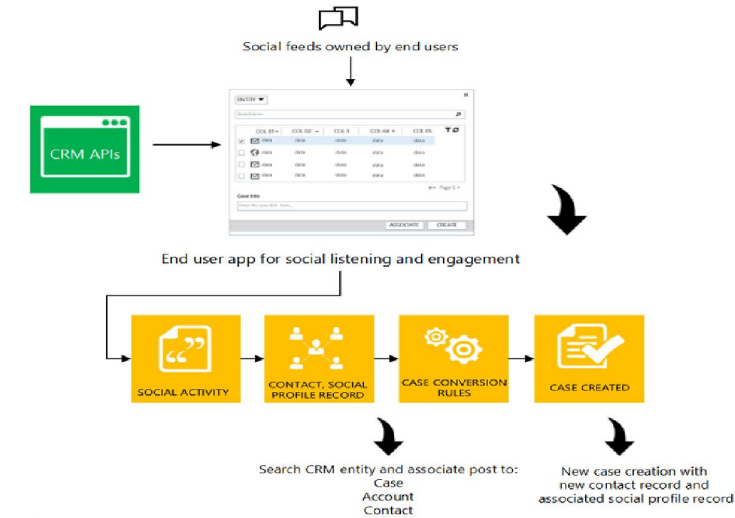 Social feeds owned by end users
ENTITY
CRM APIs
COL 01 COL 02 COL 3 COL 04 COL 05
data data data data data
data data data data data
data data data data data
data data data data data
Page 1
Case title
ASSOCIATE CREATE
End user app for social listening and engagement
SOCIAL ACTIVITY
CONTACT, SOCIAL
PROFILE RECORD
CASE CONVERSION
RULES
CASE CREATED
Search CRM entity and associate post to:
Case
Account
Contact
New case creation with
new contact record and
associated social profile record